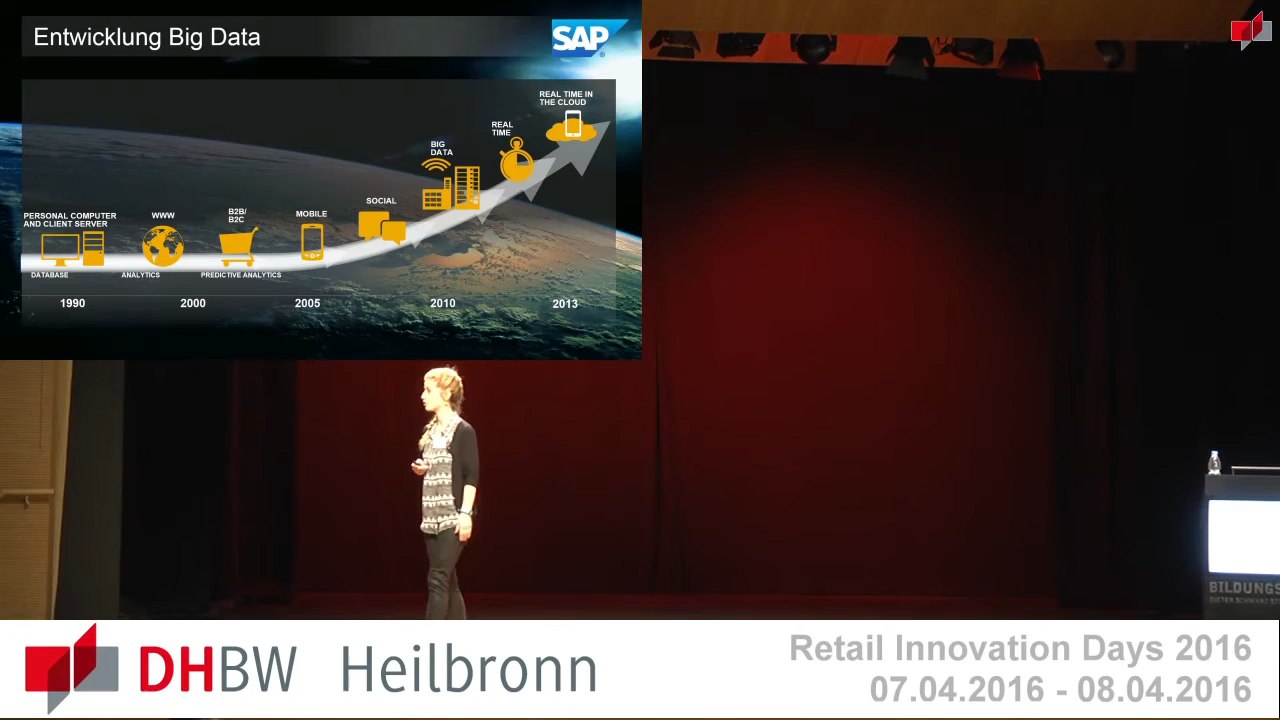 Entwicklung Big Data
SAP
REAL TIME IN
THE CLOUD
REAL
TIME
BIG
DATA
SOCIAL
MOBILE
B2B/
B2C
WWW
PERSONAL COMPUTER
AND CLIENT SERVER
DATABASE
ANALYTICS
PREDICTIVE ANALYTICS
1990
2000
2005
2010
2013
BILDUNGS
DHBW Heilbronn
Retail Innovation Days 2016
07.04.2016 - 08.04.2016